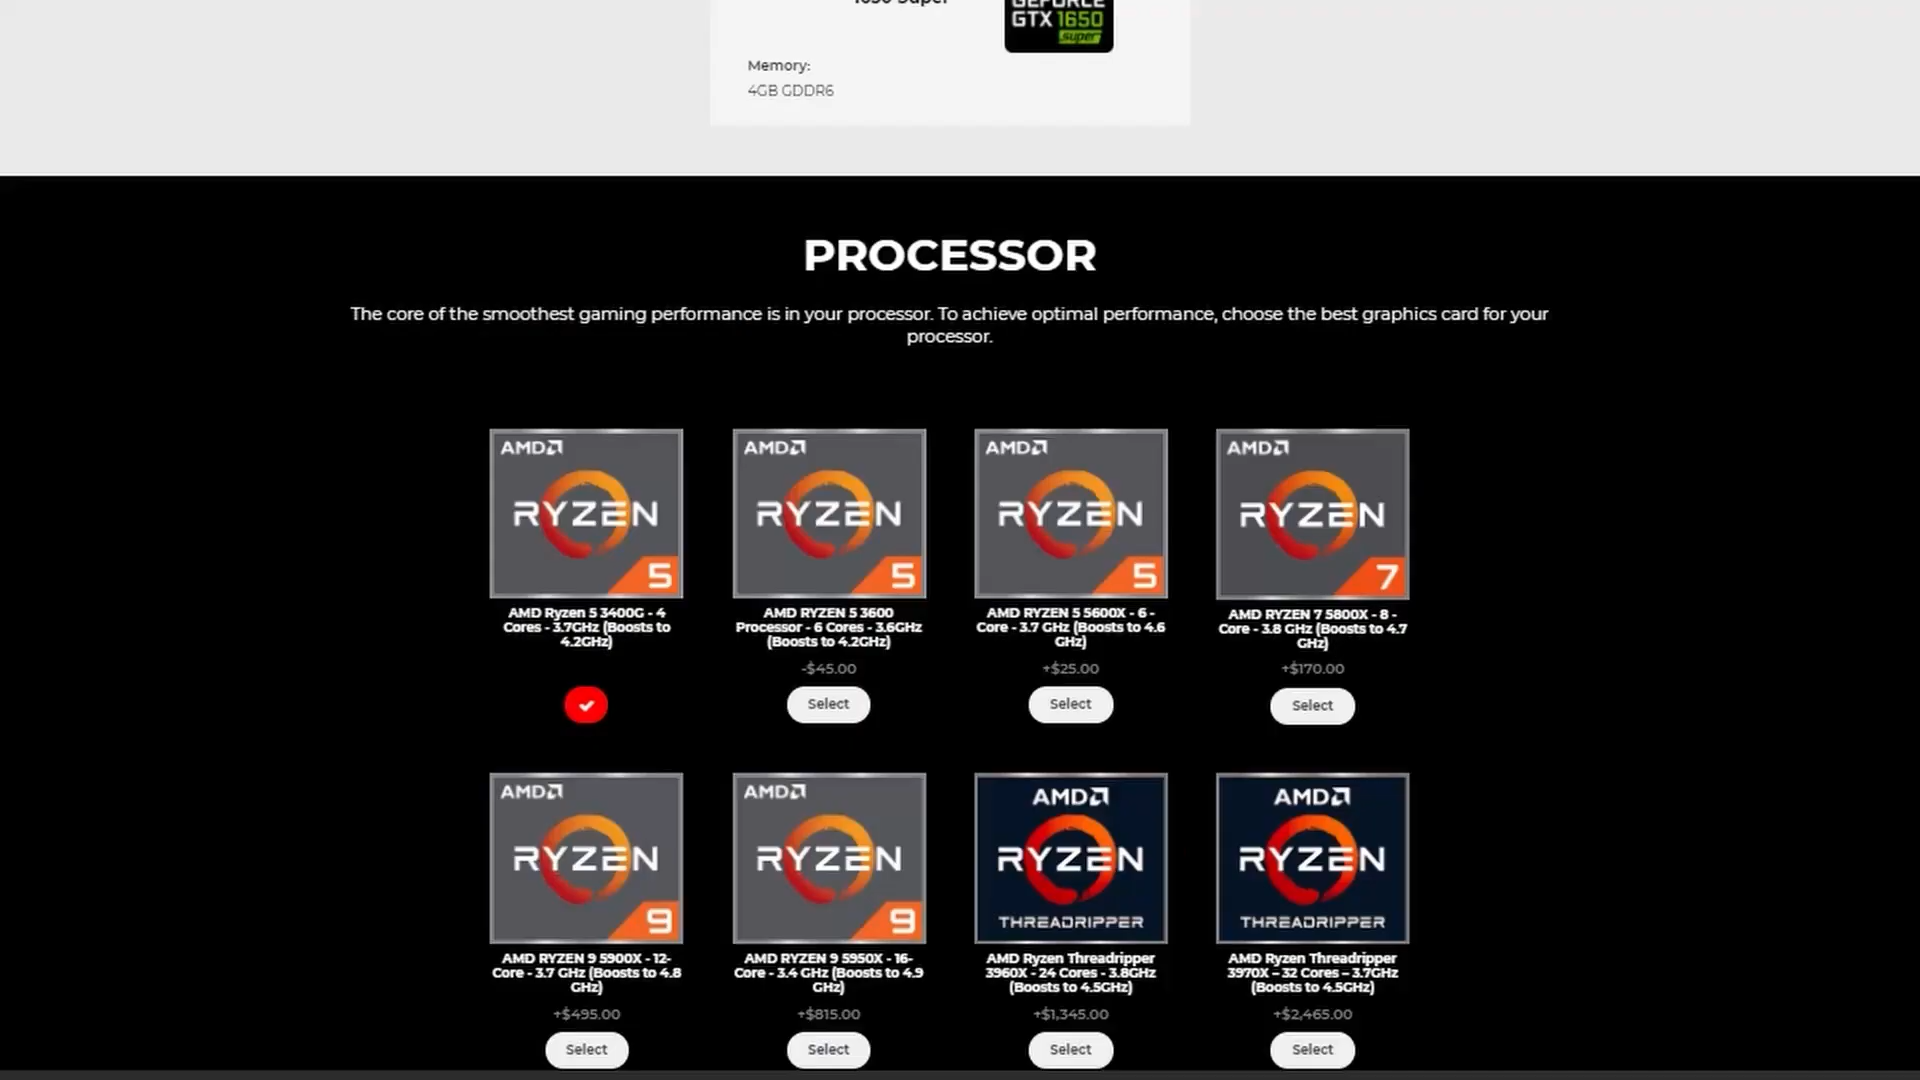 1650 Super
GEFORCE
GTX 1650
super
Memory:
4GB GDDR6
PROCESSOR
The core of the smoothest gaming performance is in your processor. To achieve optimal performance, choose the best graphics card for your
processor.
AMD
RYZEN
5
AMD Ryzen 5 3400G - 4
Cores - 3.7GHz (Boosts to
4.2GHz)
AMD
RYZEN
5
AMD RYZEN 5 3600
Processor - 6 Cores - 3.6GHz
(Boosts to 4.2GHz)
-$45.00
Select
AMD
RYZEN
5
AMD RYZEN 5 5600X - 6 -
Core - 3.7 GHz (Boosts to 4.6
GHz)
+$25.00
Select
AMD
RYZEN
7
AMD RYZEN 7 5800X - 8 -
Core - 3.8 GHz (Boosts to 4.7
GHz)
+$170.00
Select
AMD
RYZEN
9
AMD RYZEN 9 5900X - 12-
Core - 3.7 GHz (Boosts to 4.8
GHz)
+$495.00
Select
AMD
RYZEN
9
AMD RYZEN 9 5950X - 16-
Core - 3.4 GHz (Boosts to 4.9
GHz)
+$815.00
Select
AMD
RYZEN
THREADRIPPER
AMD Ryzen Threadripper
3960X - 24 Cores - 3.8GHz
(Boosts to 4.5GHz)
+$1,345.00
Select
AMD
RYZEN
THREADRIPPER
AMD Ryzen Threadripper
3970X – 32 Cores – 3.7GHz
(Boosts to 4.5GHz)
+$2,465.00
Select